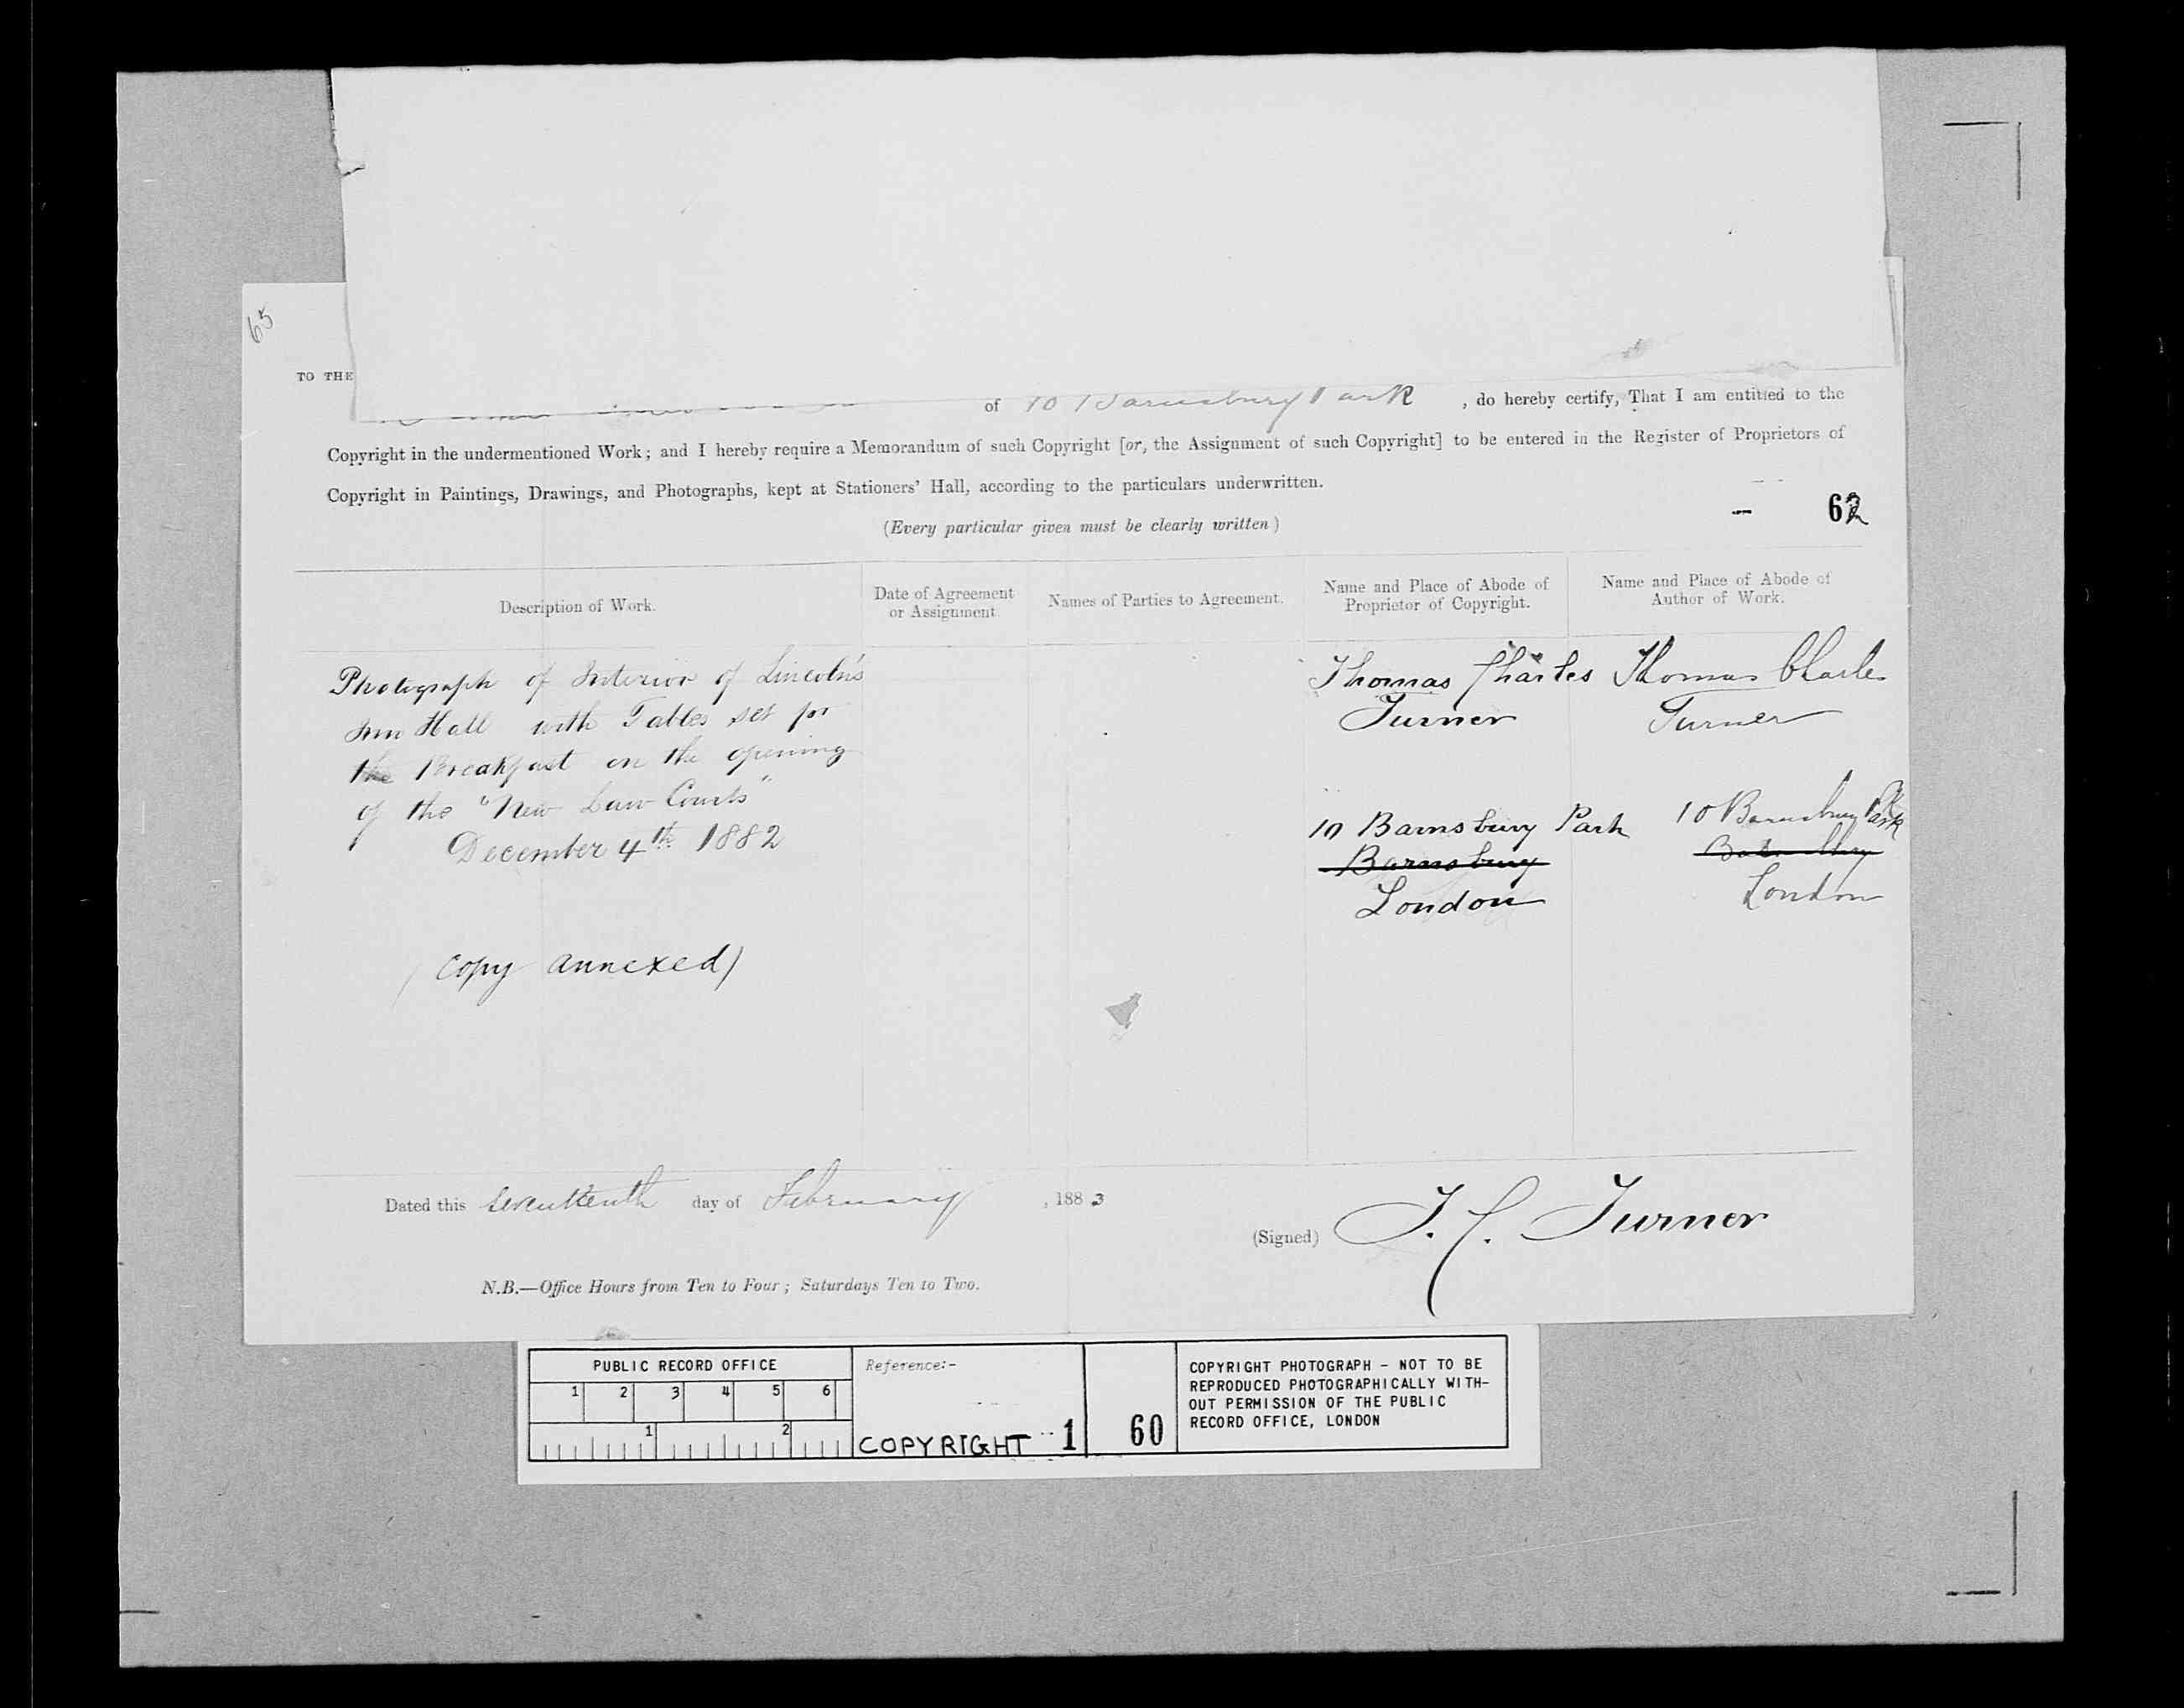 65
TO THE
of 10 Barnsbury Park, do hereby certify, That I am entitled to the
Copyright in the undermentioned Work; and I hereby require a Memorandum of such Copyright [or, the Assignment of such Copyright] to be entered in the Register of Proprietors of
Copyright in Paintings, Drawings, and Photographs, kept at Stationers' Hall, according to the particulars underwritten.
(Every particular given must be clearly written)
62
Description of Work.
Date of Agreement
or Assignment
Names of Parties to Agreement.
Name and Place of Abode of
Proprietor of Copyright.
Name and Place of Abode of
Author of Work.
Photograph of Interior of Lincoln's
Inn Hall with Tables set for
the Breakfast on the opening
of the "New Law Courts"
December 4th 1882
(Copy annexed)
Thomas Charles
Turner
10 Barnsbury Park
Barnsbury
London
Thomas Charles
Turner
10 Barnsbury Park
Barnsbury
London
Dated this Seventeenth day of February, 1883
(Signed) T. C. Turner
N.B.—Office Hours from Ten to Four; Saturdays Ten to Two.
PUBLIC RECORD OFFICE
1 2 3 4 5 6
1 2
Reference:-
COPYRIGHT 1
60
COPYRIGHT PHOTOGRAPH - NOT TO BE
REPRODUCED PHOTOGRAPHICALLY WITH-
OUT PERMISSION OF THE PUBLIC
RECORD OFFICE, LONDON